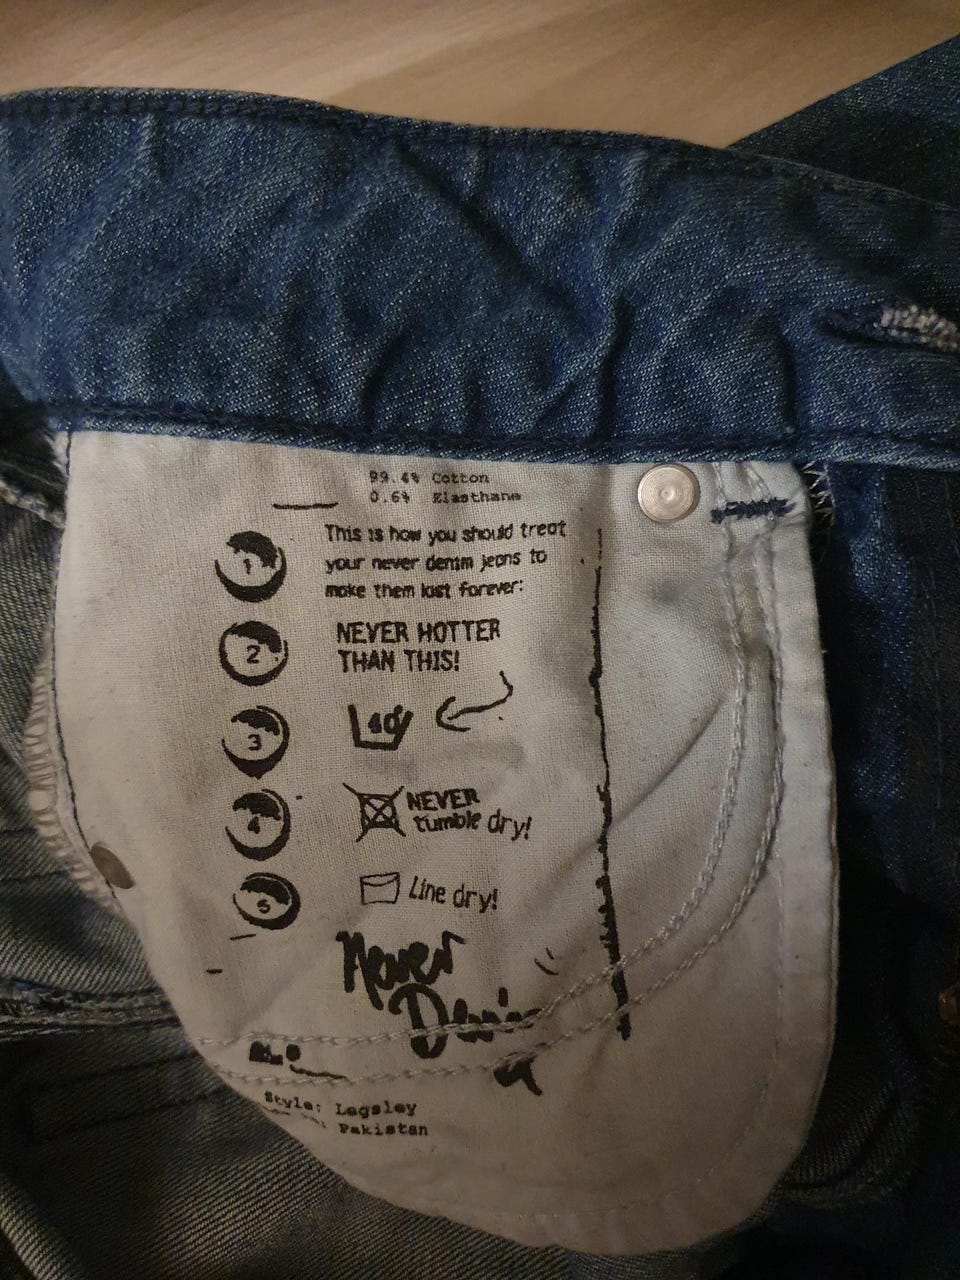 99.4% Cotton
0.6% Elasthane
This is how you should treat
your never denim jeans to
make them last forever:
1
NEVER HOTTER
THAN THIS!
2
3
40°
4
NEVER
tumble dry!
5
Line dry!
Never
Style: Legsley
Pakistan